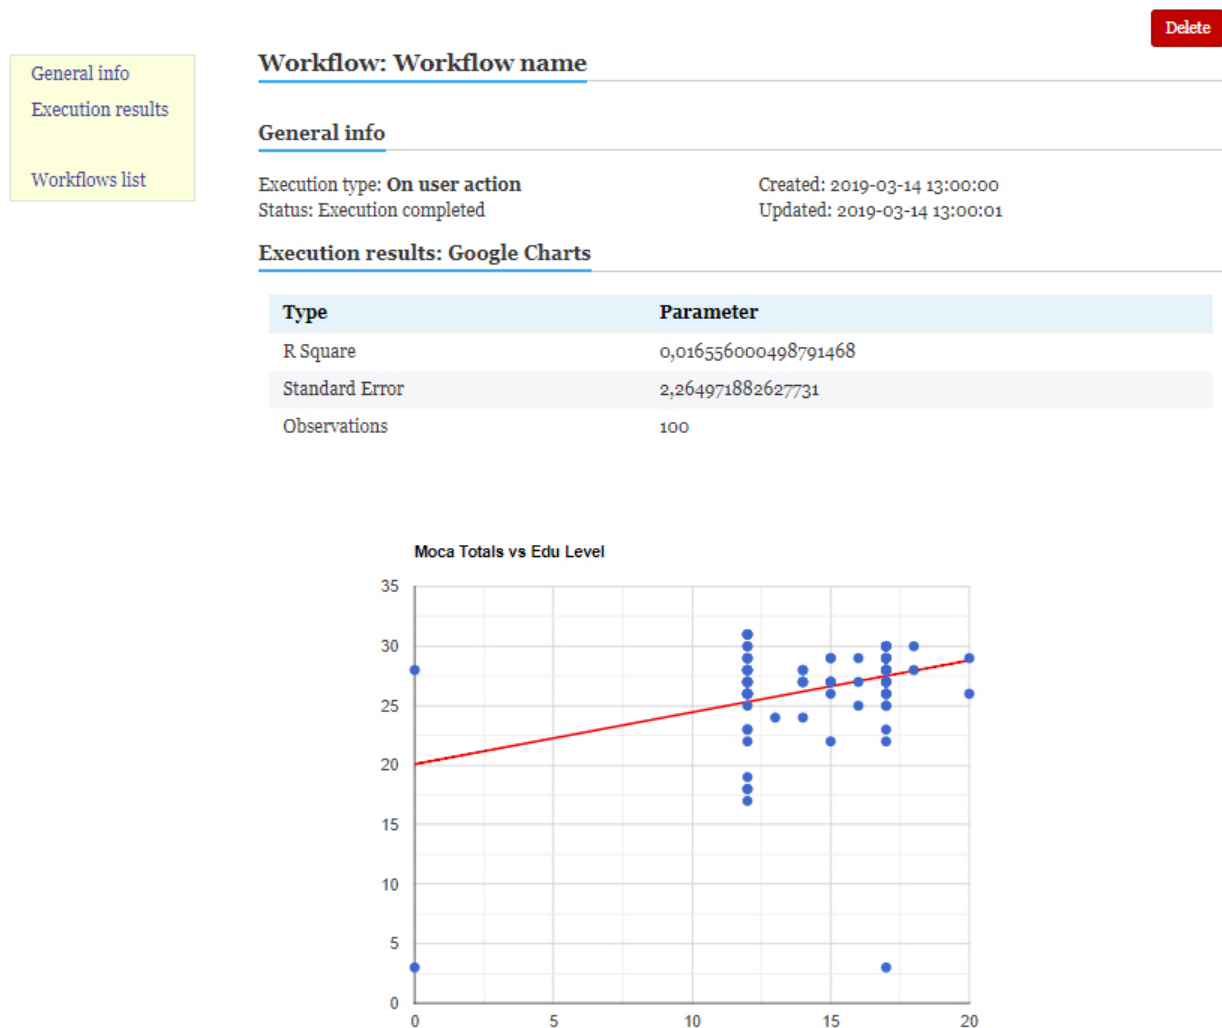 Delete
General info
Execution results
Workflows list
Workflow: Workflow name
General info
Execution type: On user action
Status: Execution completed
Created: 2019-03-14 13:00:00
Updated: 2019-03-14 13:00:01
Execution results: Google Charts
Type Parameter
R Square 0,016556000498791468
Standard Error 2,264971882627731
Observations 100
Moca Totals vs Edu Level
35
30
25
20
15
10
5
0
0 5 10 15 20